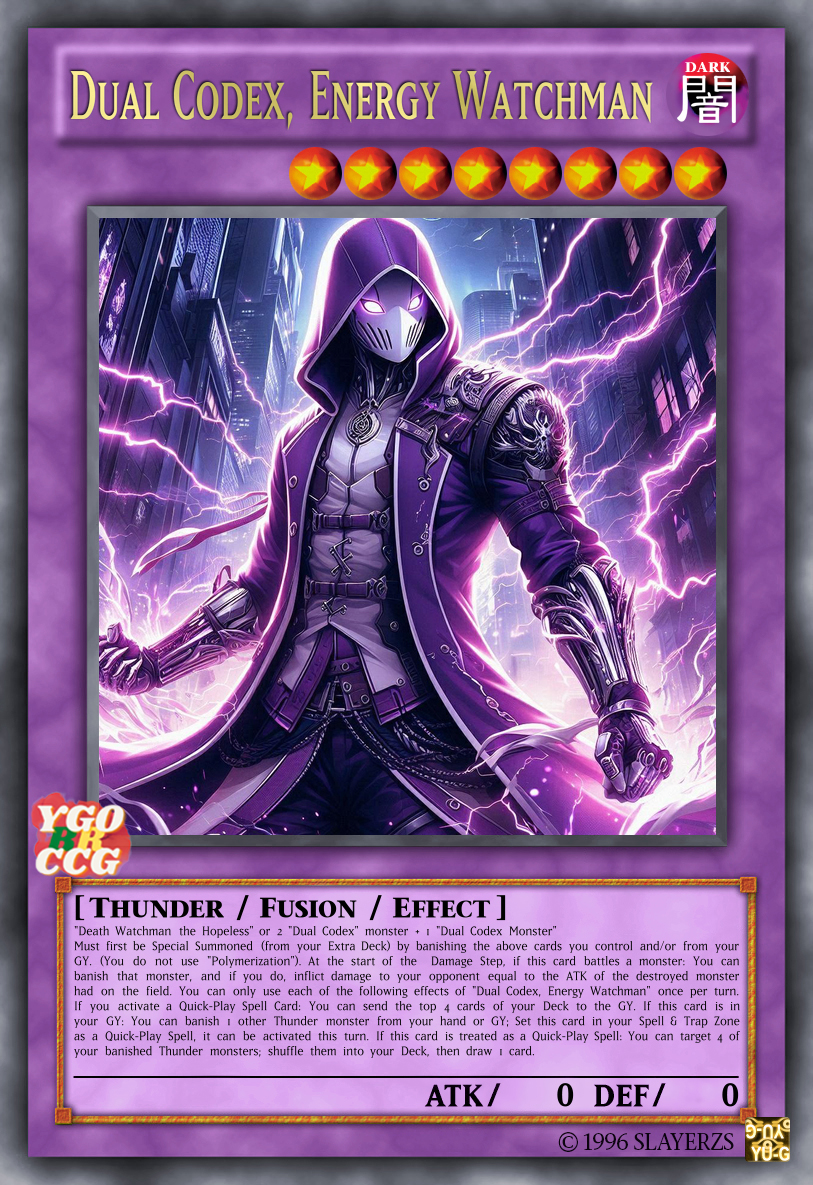 DUAL CODEX, ENERGY WATCHMAN
DARK
闇
YGO
RR
CCG
[ THUNDER / FUSION / EFFECT ]
"Death Watchman the Hopeless" or 2 "Dual Codex" monster + 1 "Dual Codex Monster"
Must first be Special Summoned (from your Extra Deck) by banishing the above cards you control and/or from your
GY. (You do not use "Polymerization"). At the start of the Damage Step, if this card battles a monster: You can
banish that monster, and if you do, inflict damage to your opponent equal to the ATK of the destroyed monster
had on the field. You can only use each of the following effects of "Dual Codex, Energy Watchman" once per turn.
If you activate a Quick-Play Spell Card: You can send the top 4 cards of your Deck to the GY. If this card is in
your GY: You can banish 1 other Thunder monster from your hand or GY; Set this card in your Spell & Trap Zone
as a Quick-Play Spell, it can be activated this turn. If this card is treated as a Quick-Play Spell: You can target 4 of
your banished Thunder monsters; shuffle them into your Deck, then draw 1 card.
ATK/ 0 DEF/ 0
© 1996 SLAYERZS